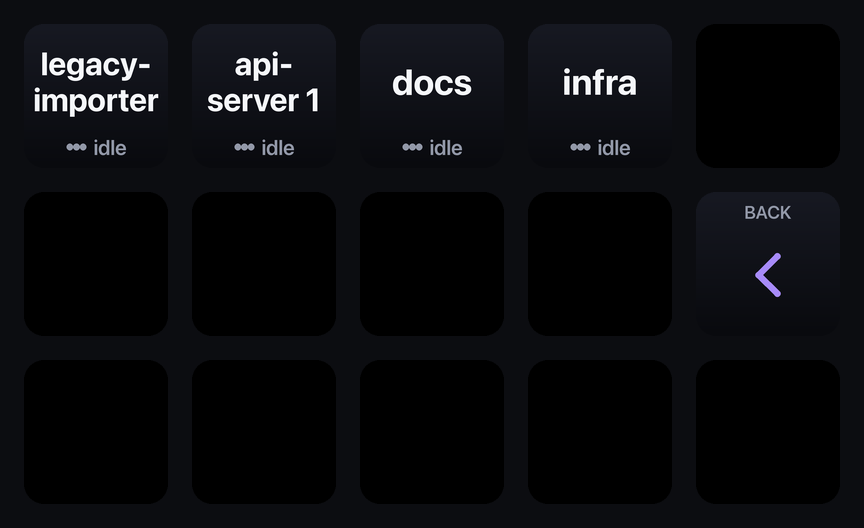 legacy-
importer
••• idle
api-
server 1
••• idle
docs
••• idle
infra
••• idle
BACK